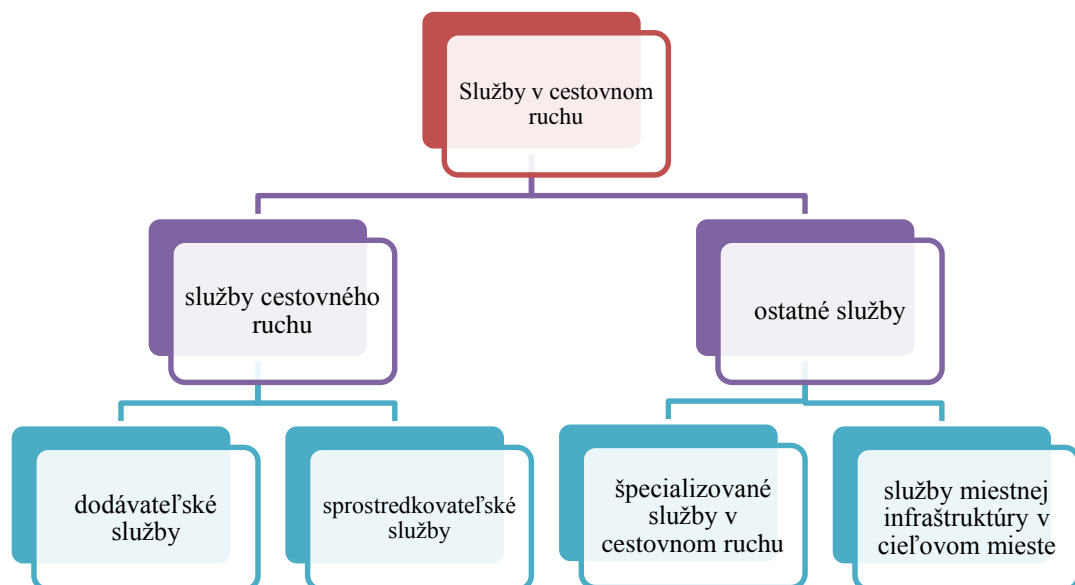 Služby v cestovnom
ruchu
služby cestovného
ruchu
ostatné služby
dodávateľské
služby
sprostredkovateľské
služby
špecializované
služby v
cestovnom ruchu
služby miestnej
infraštruktúry v
cieľovom mieste